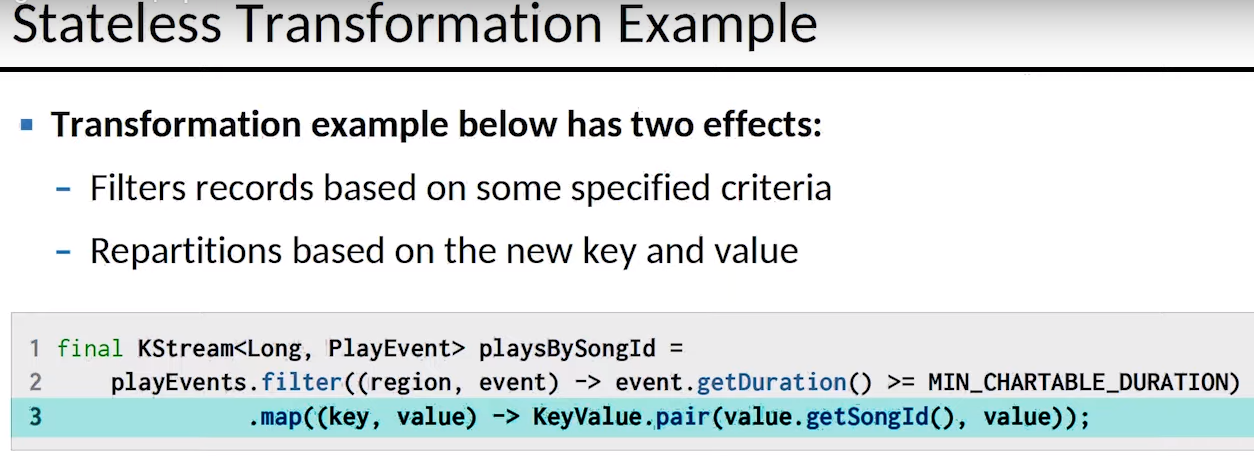 Stateless Transformation Example
▪ Transformation example below has two effects:
– Filters records based on some specified criteria
– Repartitions based on the new key and value
1 final KStream<Long, PlayEvent> playsBySongId =
2 playEvents.filter((region, event) -> event.getDuration() >= MIN_CHARTABLE_DURATION)
3 .map((key, value) -> KeyValue.pair(value.getSongId(), value));